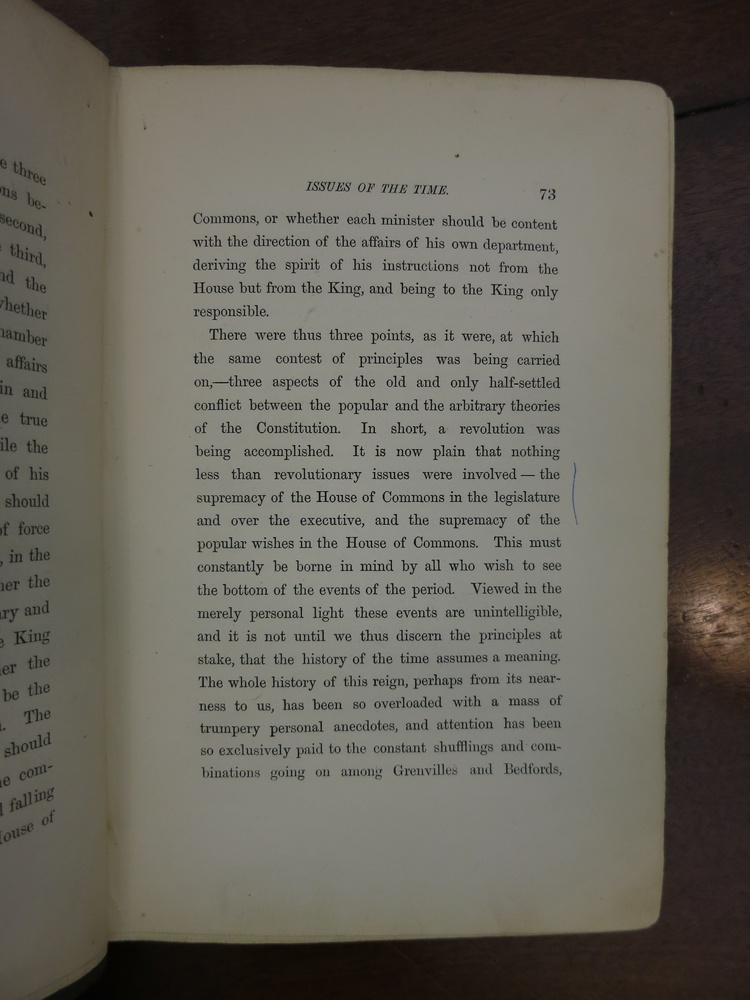 e three
ons be-
second,
third,
nd the
whether
hamber
affairs
in and
e true
ile the
of his
should
of force
, in the
her the
ary and
King
er the
be the
. The
should
e com-
falling
House of
ISSUES OF THE TIME. 73
Commons, or whether each minister should be content
with the direction of the affairs of his own department,
deriving the spirit of his instructions not from the
House but from the King, and being to the King only
responsible.
There were thus three points, as it were, at which
the same contest of principles was being carried
on,—three aspects of the old and only half-settled
conflict between the popular and the arbitrary theories
of the Constitution. In short, a revolution was
being accomplished. It is now plain that nothing
less than revolutionary issues were involved — the
supremacy of the House of Commons in the legislature
and over the executive, and the supremacy of the
popular wishes in the House of Commons. This must
constantly be borne in mind by all who wish to see
the bottom of the events of the period. Viewed in the
merely personal light these events are unintelligible,
and it is not until we thus discern the principles at
stake, that the history of the time assumes a meaning.
The whole history of this reign, perhaps from its near-
ness to us, has been so overloaded with a mass of
trumpery personal anecdotes, and attention has been
so exclusively paid to the constant shufflings and com-
binations going on among Grenvilles and Bedfords,